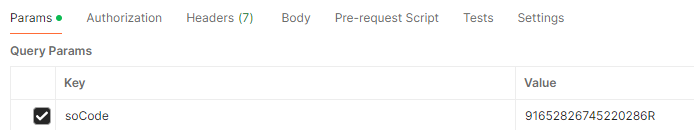 Params Authorization Headers (7) Body Pre-request Script Tests Settings
Query Params
Key Value
soCode 91652826745220286R